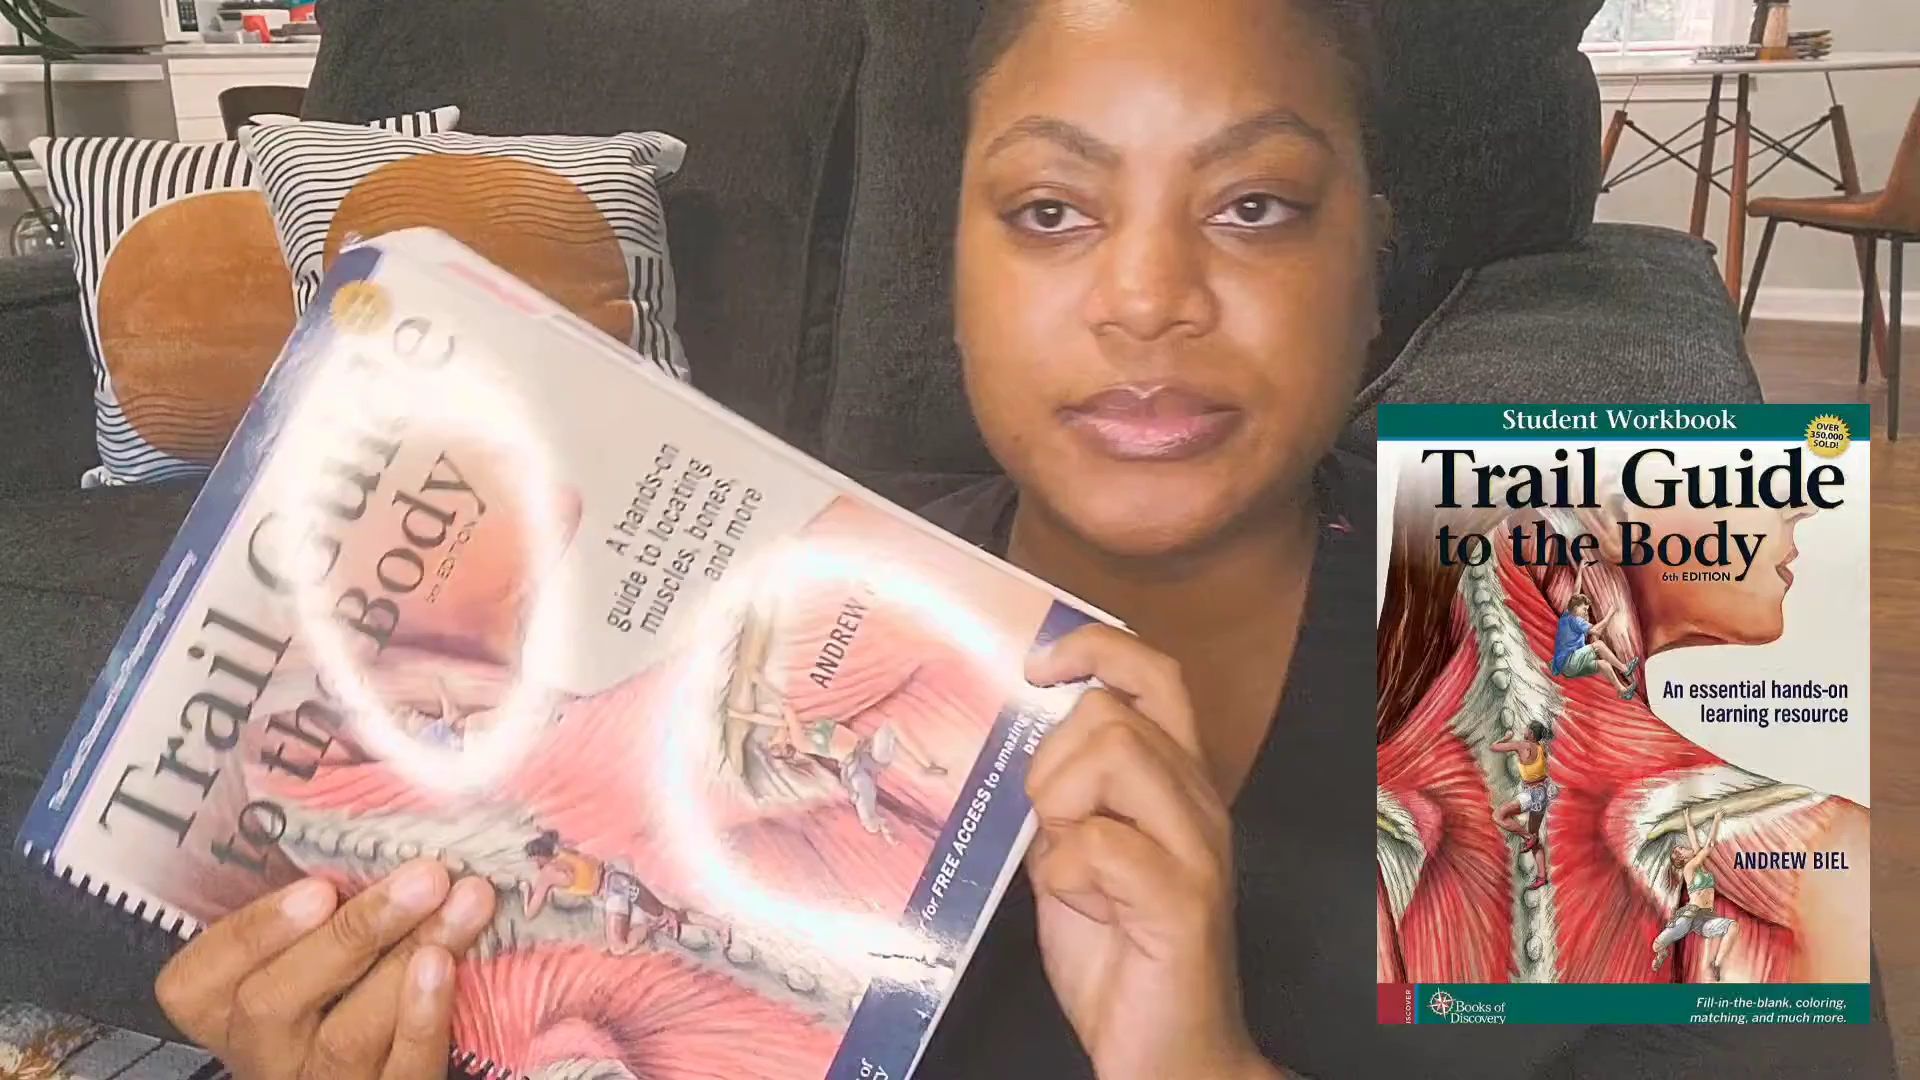 Trail Guide
to the Body
A hands-on
guide to locating
muscles, bones,
and more
ANDREW
for FREE ACCESS to amazing
Student Workbook
OVER
350,000
SOLD!
Trail Guide
to the Body
6th EDITION
An essential hands-on
learning resource
ANDREW BIEL
Books of
Discovery
Fill-in-the-blank, coloring,
matching, and much more.